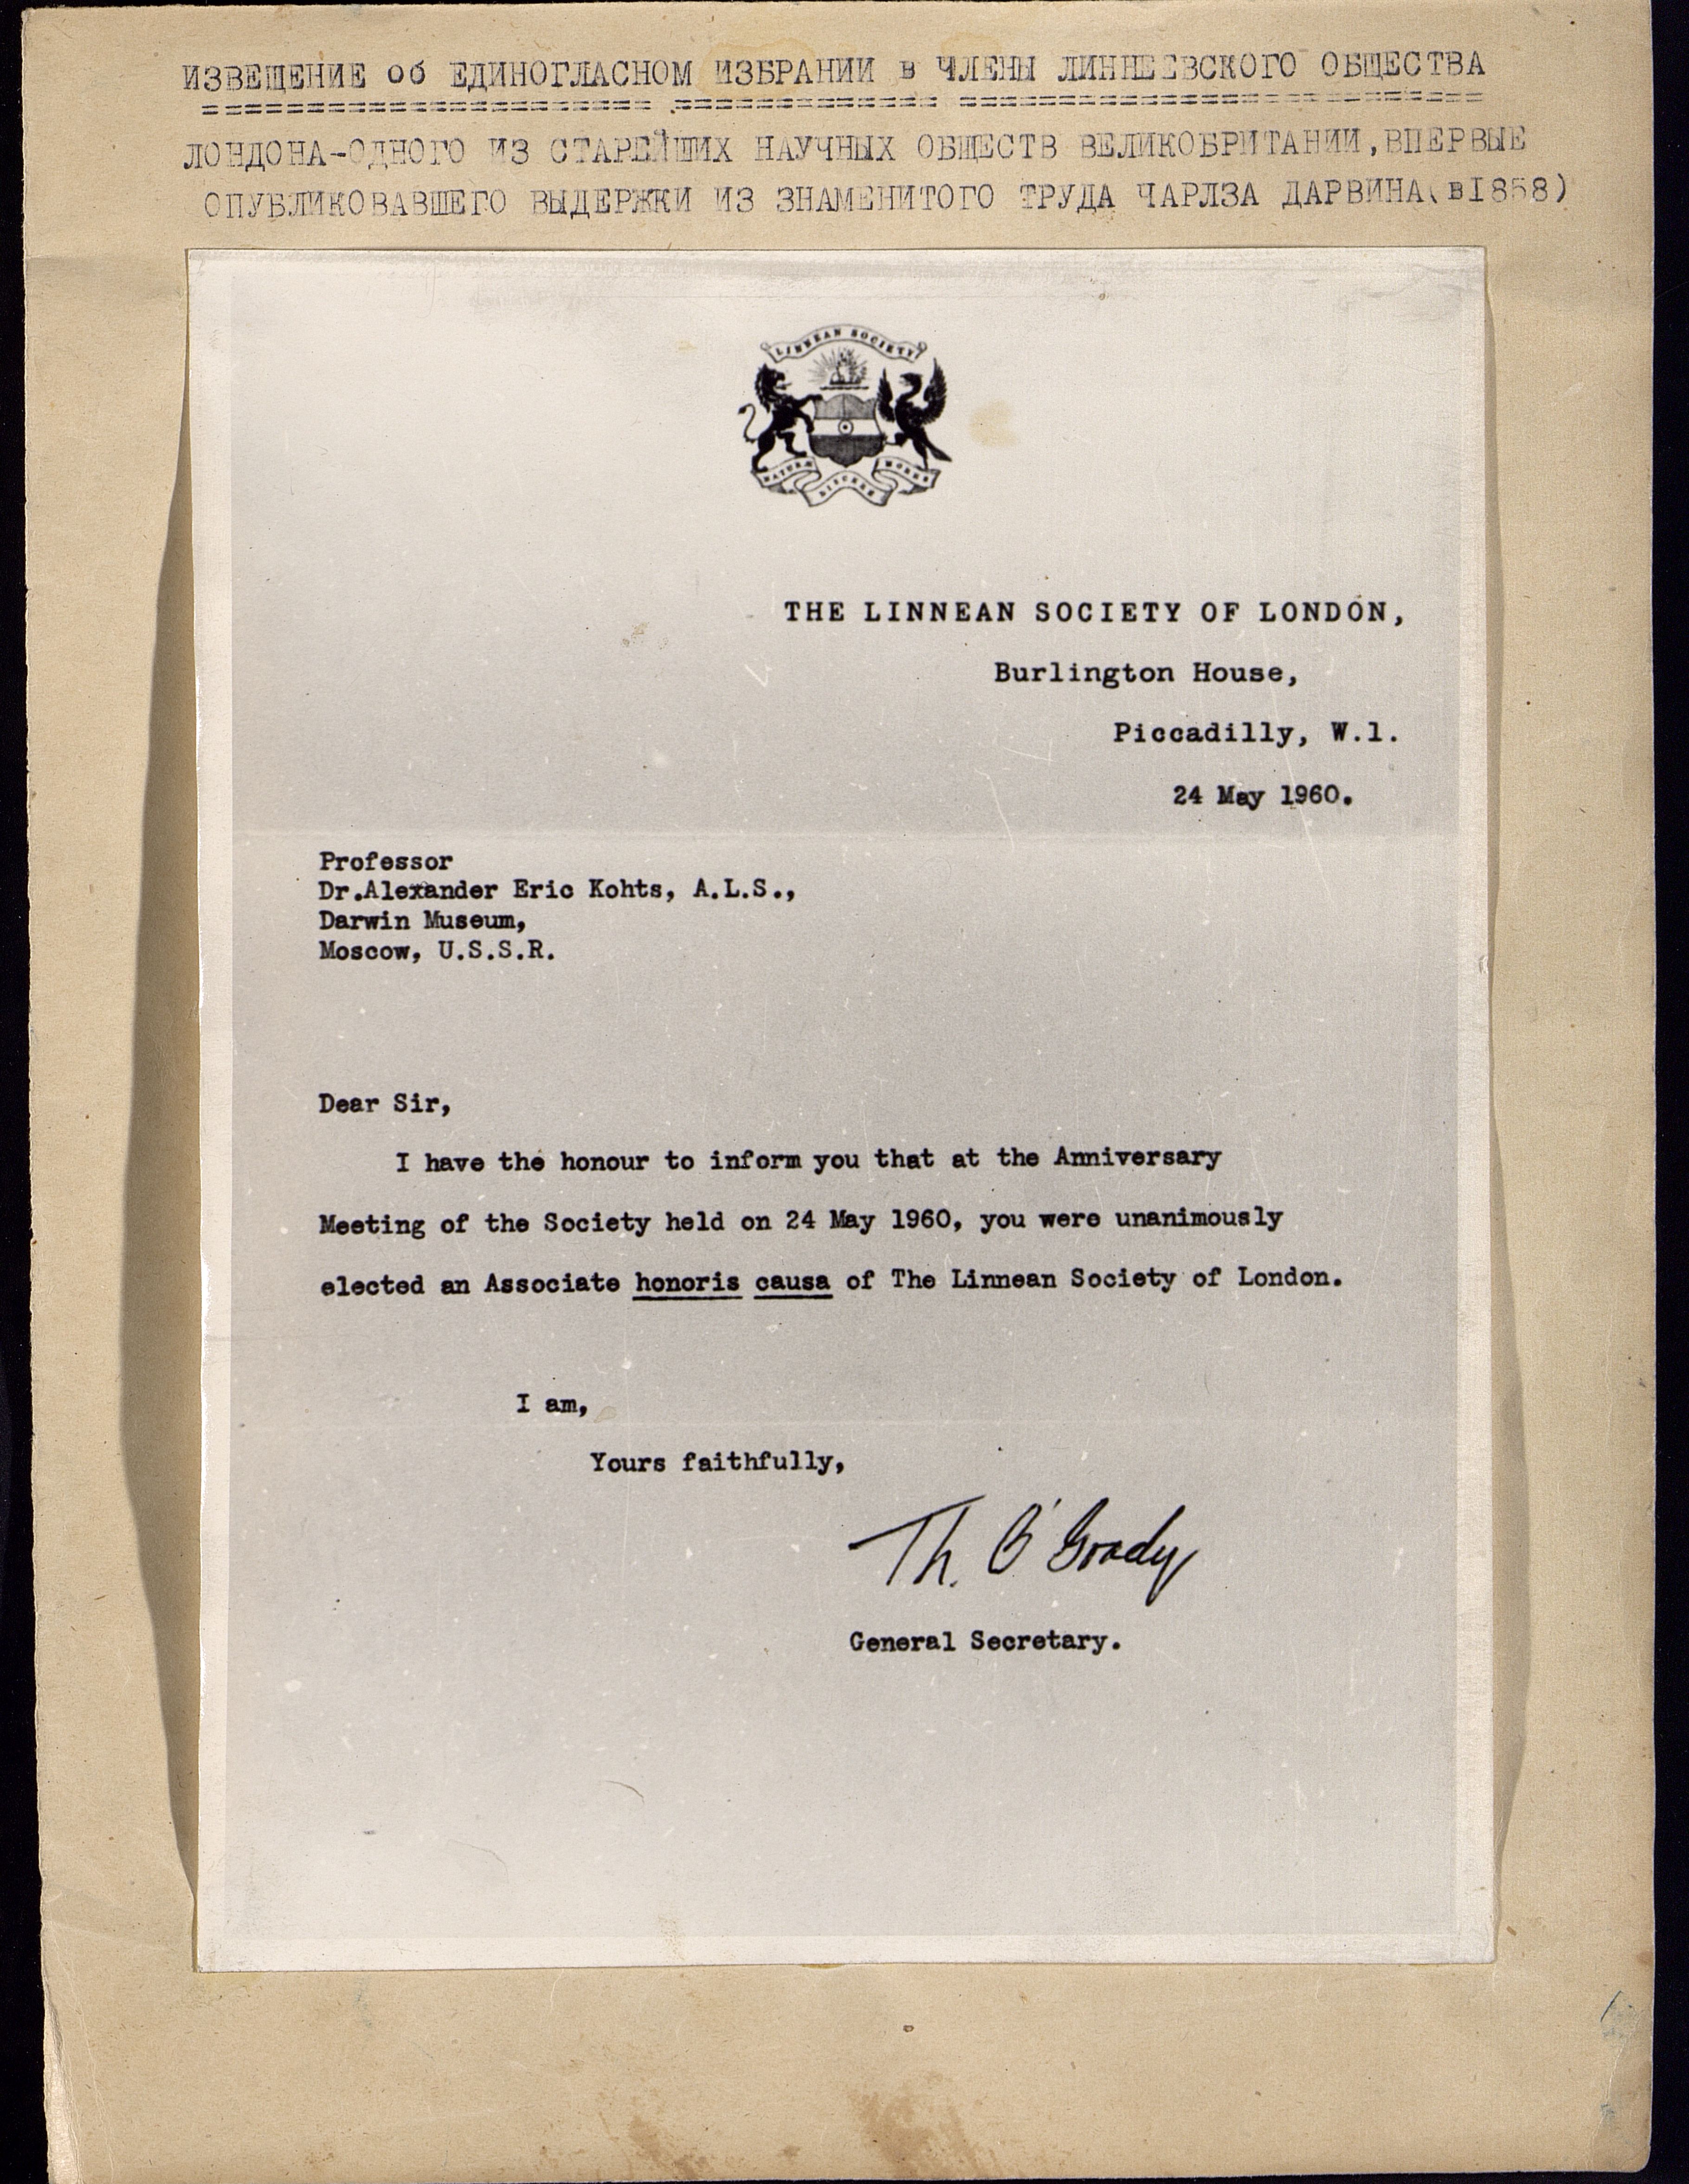 ИЗВЕЩЕНИЕ об ЕДИНОГЛАСНОМ ИЗБРАНИИ в ЧЛЕНЫ ЛИННЕЕВСКОГО ОБЩЕСТВА
ЛОНДОНА-ОДНОГО ИЗ СТАРЕЙШИХ НАУЧНЫХ ОБЩЕСТВ ВЕЛИКОБРИТАНИИ,ВПЕРВЫЕ
ОПУБЛИКОВАВШЕГО ВЫДЕРЖКИ ИЗ ЗНАМЕНИТОГО ТРУДА ЧАРЛЗА ДАРВИНА(вI858)
LINNEAN SOCIETY
NATURAE DISCERE MORES
THE LINNEAN SOCIETY OF LONDON,
Burlington House,
Piccadilly, W.1.
24 May 1960.
Professor
Dr.Alexander Eric Kohts, A.L.S.,
Darwin Museum,
Moscow, U.S.S.R.
Dear Sir,
I have the honour to inform you that at the Anniversary
Meeting of the Society held on 24 May 1960, you were unanimously
elected an Associate honoris causa of The Linnean Society of London.
I am,
Yours faithfully,
Th. O'Grady
General Secretary.